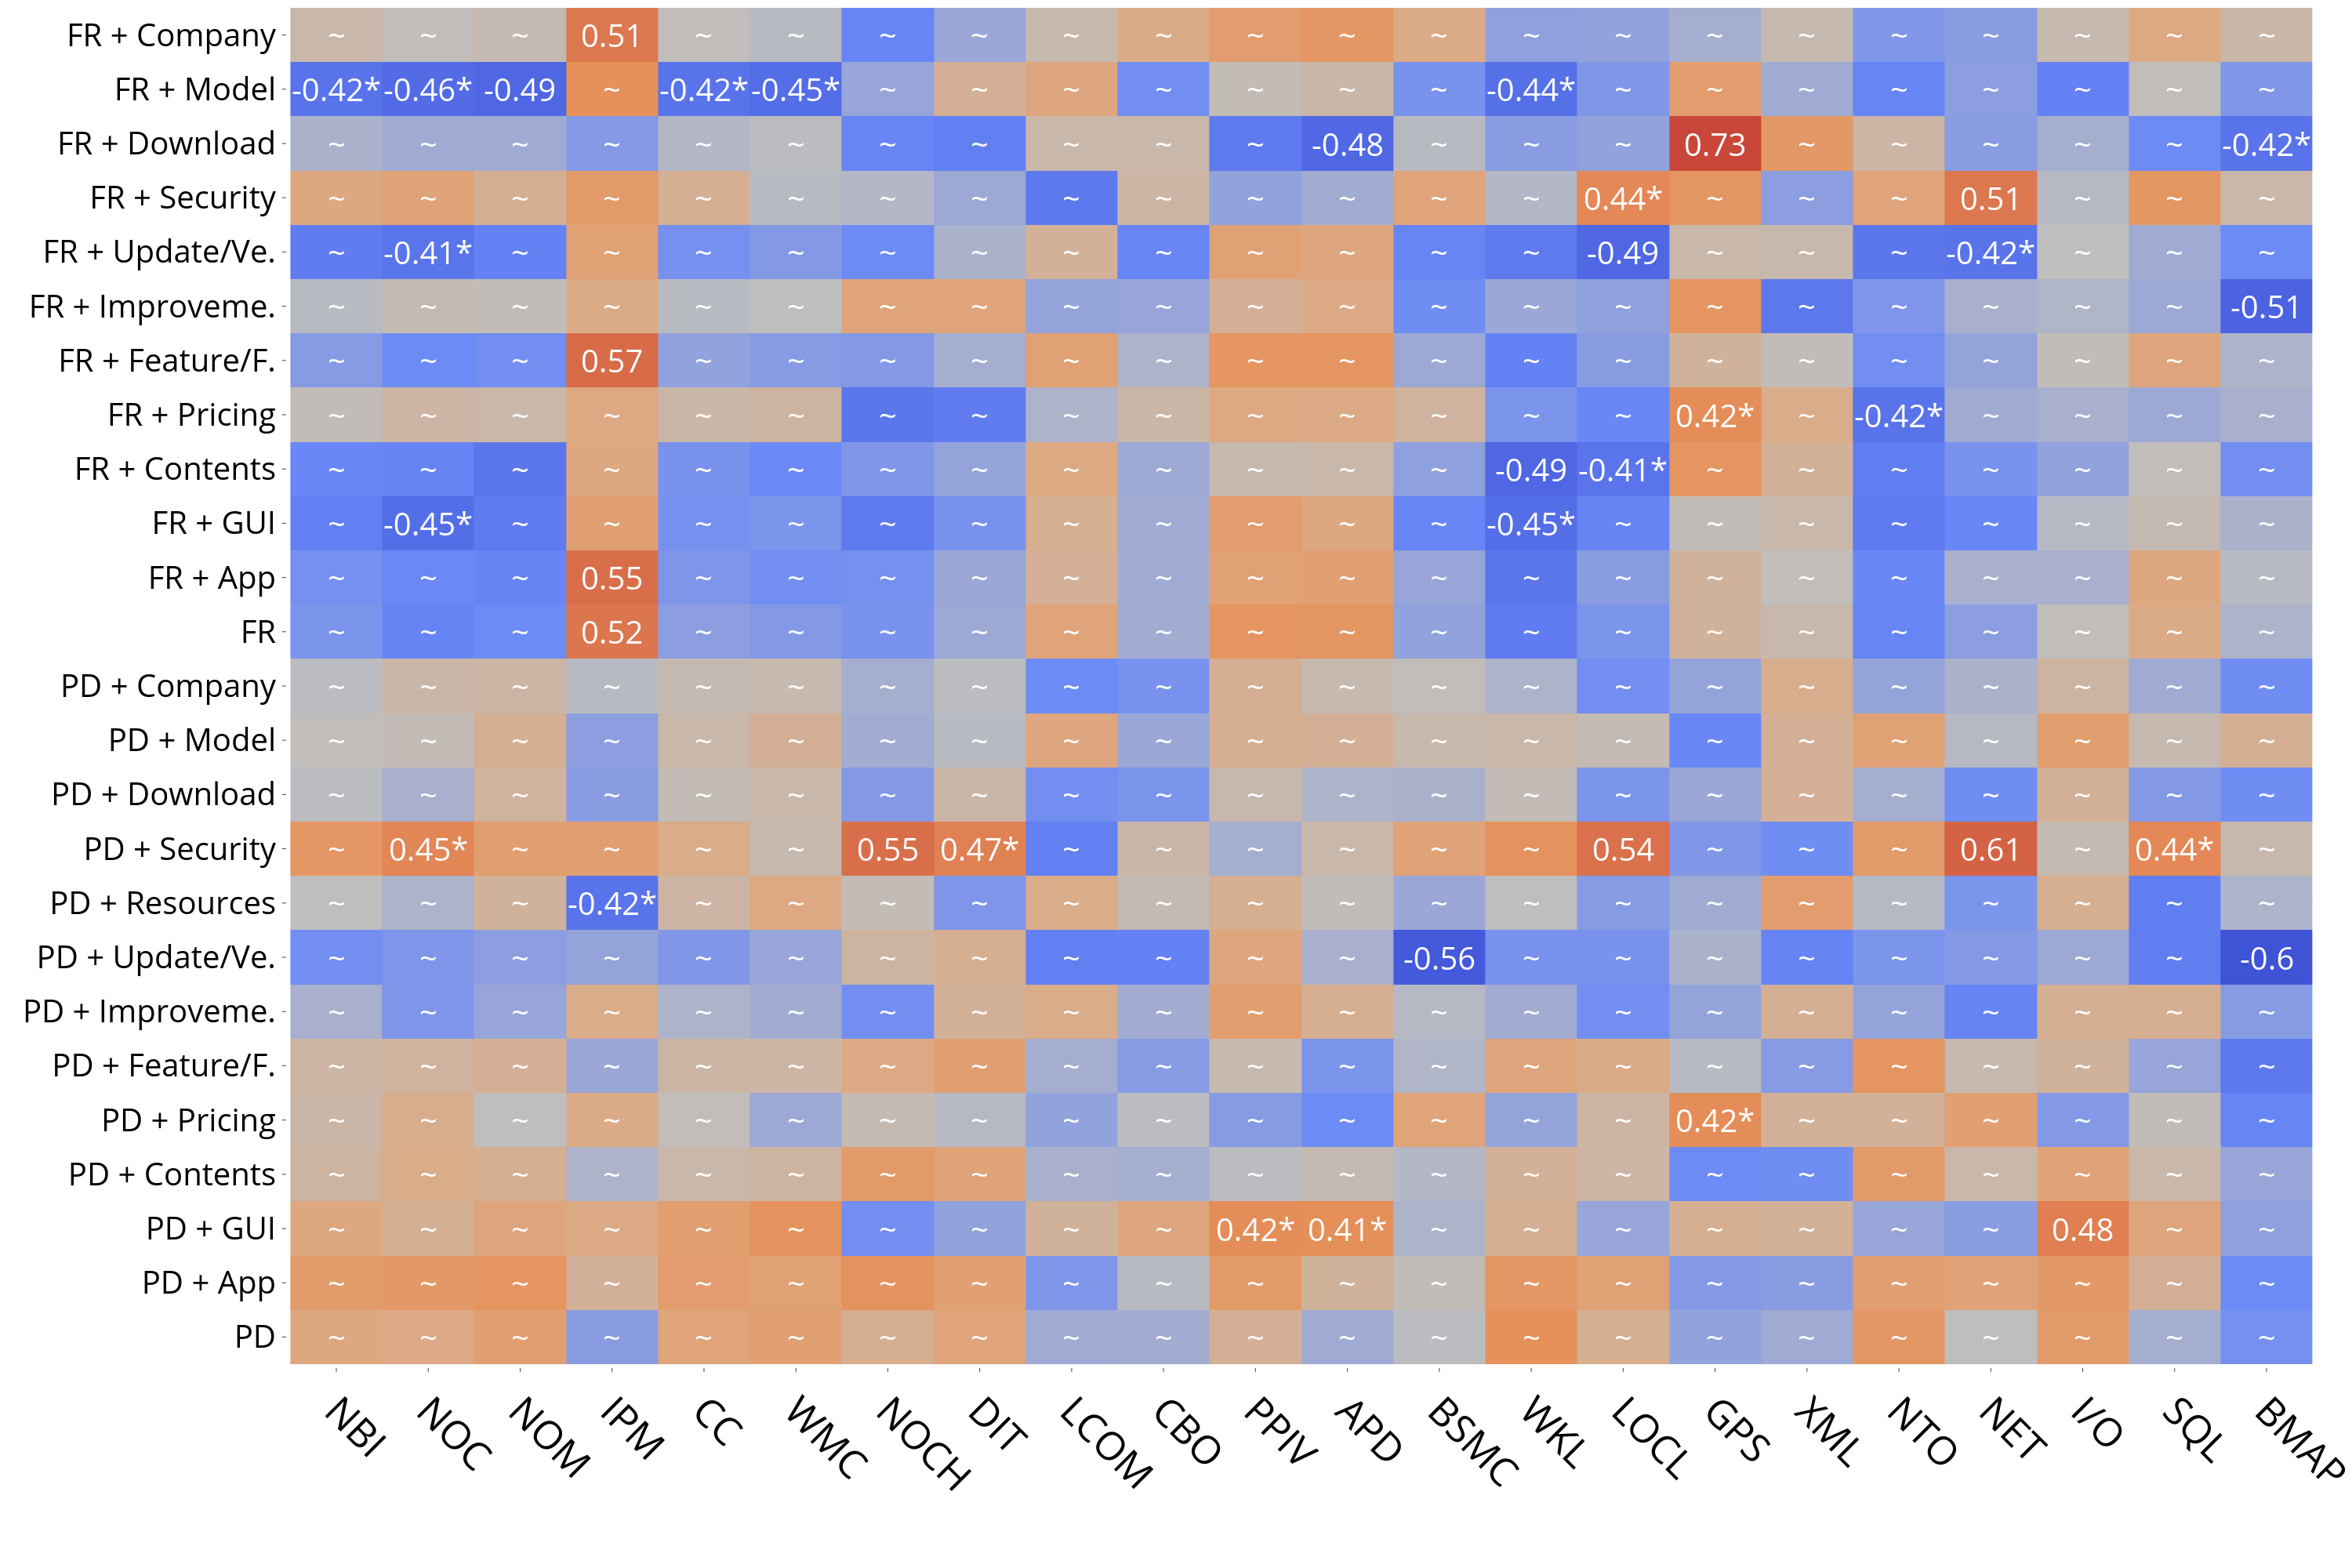 FR + Company ~ ~ ~ 0.51 ~ ~ ~ ~ ~ ~ ~ ~ ~ ~ ~ ~ ~ ~ ~ ~ ~ ~
FR + Model -0.42* -0.46* -0.49 ~ -0.42* -0.45* ~ ~ ~ ~ ~ ~ ~ -0.44* ~ ~ ~ ~ ~ ~ ~ ~
FR + Download ~ ~ ~ ~ ~ ~ ~ ~ ~ ~ ~ -0.48 ~ ~ ~ 0.73 ~ ~ ~ ~ ~ -0.42*
FR + Security ~ ~ ~ ~ ~ ~ ~ ~ ~ ~ ~ ~ ~ ~ 0.44* ~ ~ ~ 0.51 ~ ~ ~
FR + Update/Ve. ~ -0.41* ~ ~ ~ ~ ~ ~ ~ ~ ~ ~ ~ ~ -0.49 ~ ~ ~ -0.42* ~ ~ ~
FR + Improveme. ~ ~ ~ ~ ~ ~ ~ ~ ~ ~ ~ ~ ~ ~ ~ ~ ~ ~ ~ ~ ~ -0.51
FR + Feature/F. ~ ~ ~ 0.57 ~ ~ ~ ~ ~ ~ ~ ~ ~ ~ ~ ~ ~ ~ ~ ~ ~ ~
FR + Pricing ~ ~ ~ ~ ~ ~ ~ ~ ~ ~ ~ ~ ~ ~ ~ 0.42* ~ -0.42* ~ ~ ~ ~
FR + Contents ~ ~ ~ ~ ~ ~ ~ ~ ~ ~ ~ ~ ~ -0.49 -0.41* ~ ~ ~ ~ ~ ~ ~
FR + GUI ~ -0.45* ~ ~ ~ ~ ~ ~ ~ ~ ~ ~ ~ -0.45* ~ ~ ~ ~ ~ ~ ~ ~
FR + App ~ ~ ~ 0.55 ~ ~ ~ ~ ~ ~ ~ ~ ~ ~ ~ ~ ~ ~ ~ ~ ~ ~
FR ~ ~ ~ 0.52 ~ ~ ~ ~ ~ ~ ~ ~ ~ ~ ~ ~ ~ ~ ~ ~ ~ ~
PD + Company ~ ~ ~ ~ ~ ~ ~ ~ ~ ~ ~ ~ ~ ~ ~ ~ ~ ~ ~ ~ ~ ~
PD + Model ~ ~ ~ ~ ~ ~ ~ ~ ~ ~ ~ ~ ~ ~ ~ ~ ~ ~ ~ ~ ~ ~
PD + Download ~ ~ ~ ~ ~ ~ ~ ~ ~ ~ ~ ~ ~ ~ ~ ~ ~ ~ ~ ~ ~ ~
PD + Security ~ 0.45* ~ ~ ~ ~ 0.55 0.47* ~ ~ ~ ~ ~ ~ 0.54 ~ ~ ~ 0.61 ~ 0.44* ~
PD + Resources ~ ~ ~ -0.42* ~ ~ ~ ~ ~ ~ ~ ~ ~ ~ ~ ~ ~ ~ ~ ~ ~ ~
PD + Update/Ve. ~ ~ ~ ~ ~ ~ ~ ~ ~ ~ ~ ~ -0.56 ~ ~ ~ ~ ~ ~ ~ ~ -0.6
PD + Improveme. ~ ~ ~ ~ ~ ~ ~ ~ ~ ~ ~ ~ ~ ~ ~ ~ ~ ~ ~ ~ ~ ~
PD + Feature/F. ~ ~ ~ ~ ~ ~ ~ ~ ~ ~ ~ ~ ~ ~ ~ ~ ~ ~ ~ ~ ~ ~
PD + Pricing ~ ~ ~ ~ ~ ~ ~ ~ ~ ~ ~ ~ ~ ~ ~ 0.42* ~ ~ ~ ~ ~ ~
PD + Contents ~ ~ ~ ~ ~ ~ ~ ~ ~ ~ ~ ~ ~ ~ ~ ~ ~ ~ ~ ~ ~ ~
PD + GUI ~ ~ ~ ~ ~ ~ ~ ~ ~ ~ 0.42* 0.41* ~ ~ ~ ~ ~ ~ ~ 0.48 ~ ~
PD + App ~ ~ ~ ~ ~ ~ ~ ~ ~ ~ ~ ~ ~ ~ ~ ~ ~ ~ ~ ~ ~ ~
PD ~ ~ ~ ~ ~ ~ ~ ~ ~ ~ ~ ~ ~ ~ ~ ~ ~ ~ ~ ~ ~ ~
NBI NOC NOM IPM CC WMC NOCH DIT LCOM CBO PPIV APD BSMC WKL LOCL GPS XML NTO NET I/O SQL BMAP